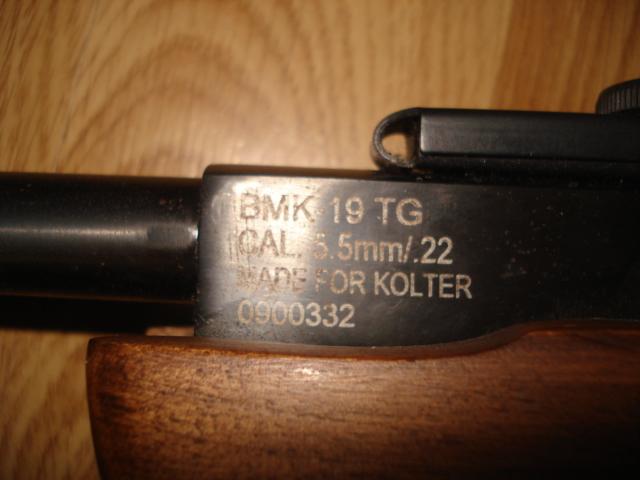 BMK-19 TG
CAL. 5.5mm/.22
MADE FOR KOLTER
0900332